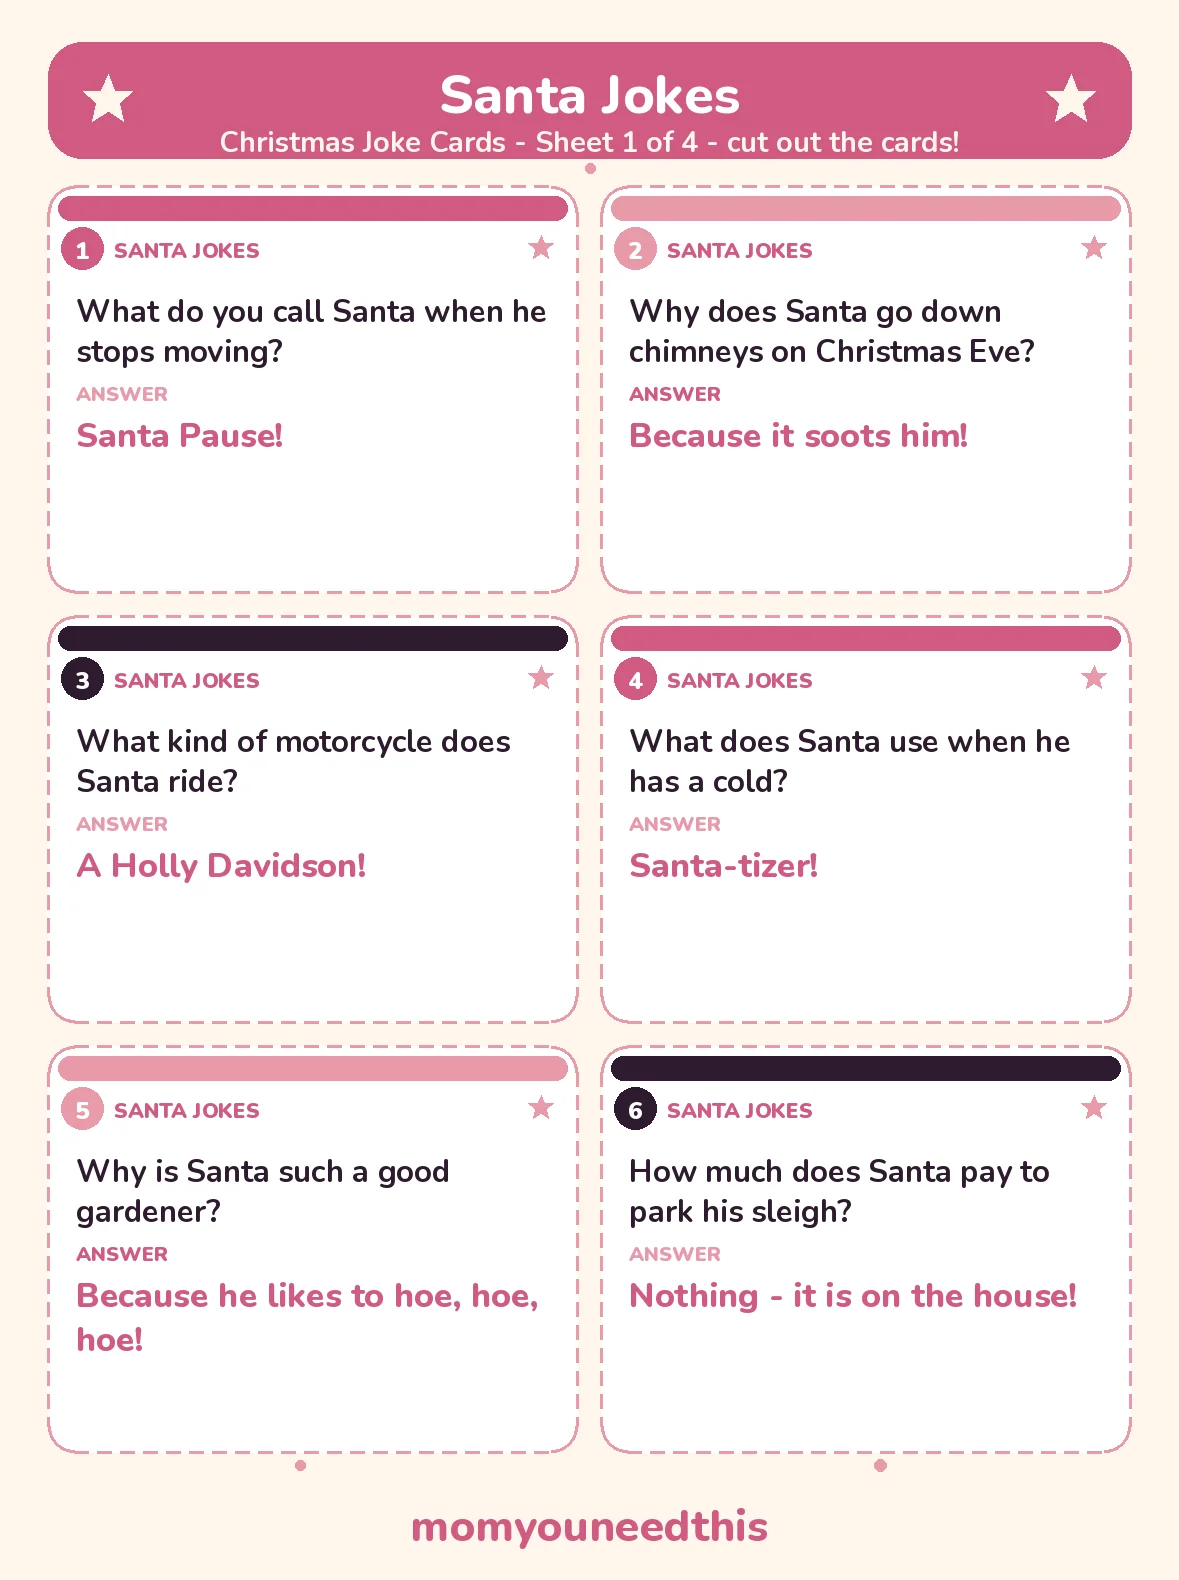 Santa Jokes
Christmas Joke Cards - Sheet 1 of 4 - cut out the cards!
1 SANTA JOKES
What do you call Santa when he
stops moving?
ANSWER
Santa Pause!
2 SANTA JOKES
Why does Santa go down
chimneys on Christmas Eve?
ANSWER
Because it soots him!
3 SANTA JOKES
What kind of motorcycle does
Santa ride?
ANSWER
A Holly Davidson!
4 SANTA JOKES
What does Santa use when he
has a cold?
ANSWER
Santa-tizer!
5 SANTA JOKES
Why is Santa such a good
gardener?
ANSWER
Because he likes to hoe, hoe,
hoe!
6 SANTA JOKES
How much does Santa pay to
park his sleigh?
ANSWER
Nothing - it is on the house!
momyouneedthis